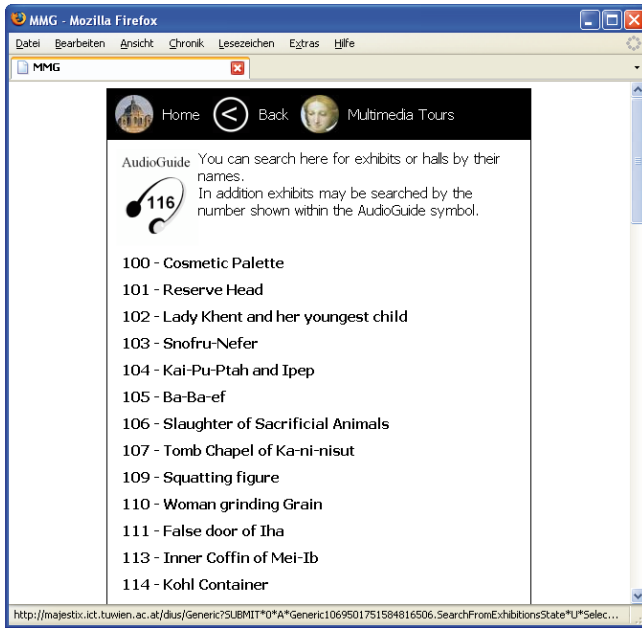 MMG - Mozilla Firefox
Datei Bearbeiten Ansicht Chronik Lesezeichen Extras Hilfe
MMG
Home < Back Multimedia Tours
AudioGuide
116
You can search here for exhibits or halls by their
names.
In addition exhibits may be searched by the
number shown within the AudioGuide symbol.
100 - Cosmetic Palette
101 - Reserve Head
102 - Lady Khent and her youngest child
103 - Snofru-Nefer
104 - Kai-Pu-Ptah and Ipep
105 - Ba-Ba-ef
106 - Slaughter of Sacrificial Animals
107 - Tomb Chapel of Ka-ni-nisut
109 - Squatting figure
110 - Woman grinding Grain
111 - False door of Iha
113 - Inner Coffin of Mei-Ib
114 - Kohl Container
http://majestix.ict.tuwien.ac.at/dius/Generic?SUBMIT*0*A*Generic1069501751584816506.SearchFromExhibitionsState*U*Selec...